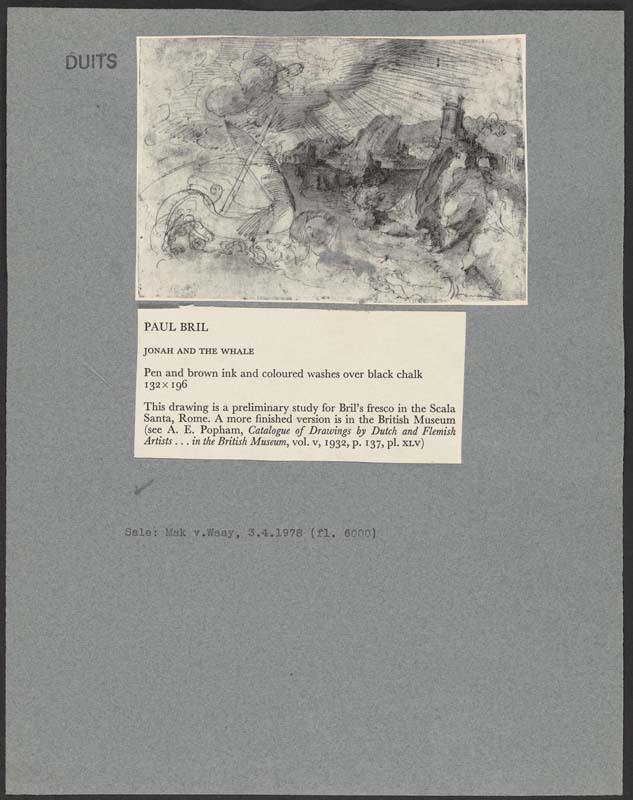 DUITS
PAUL BRIL
JONAH AND THE WHALE
Pen and brown ink and coloured washes over black chalk
132×196
This drawing is a preliminary study for Bril's fresco in the Scala
Santa, Rome. A more finished version is in the British Museum
(see A. E. Popham, Catalogue of Drawings by Dutch and Flemish
Artists . . . in the British Museum, vol. v, 1932, p. 137, pl. XLV)
Sale: Mak v.Waay, 3.4.1978 (fl. 6000)